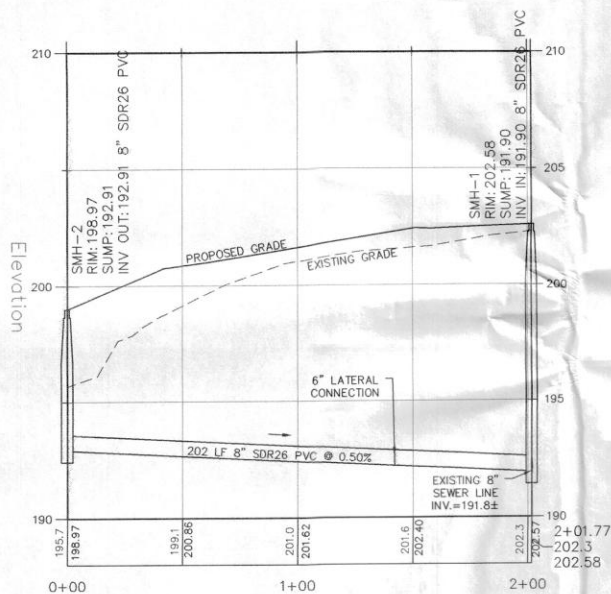 210
210
SMH-2
RIM:198.97
SUMP:192.91
INV OUT:192.91 8" SDR26 PVC
SMH-1
RIM:202.58
SUMP:191.90
INV IN:191.90 8" SDR26 PVC
205
PROPOSED GRADE
EXISTING GRADE
Elevation
200
200
6" LATERAL
CONNECTION
195
202 LF 8" SDR26 PVC @ 0.50%
EXISTING 8"
SEWER LINE
INV.=191.8±
190
190
195.7
198.97
199.1
200.86
201.0
201.62
201.6
202.40
202.3
202.57
2+01.77
202.3
202.58
0+00
1+00
2+00